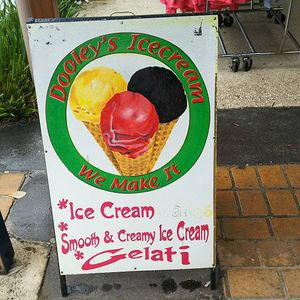 Dooley's Icecream
We Make It
*Ice Cream
*Smooth & Creamy Ice Cream
*Gelati